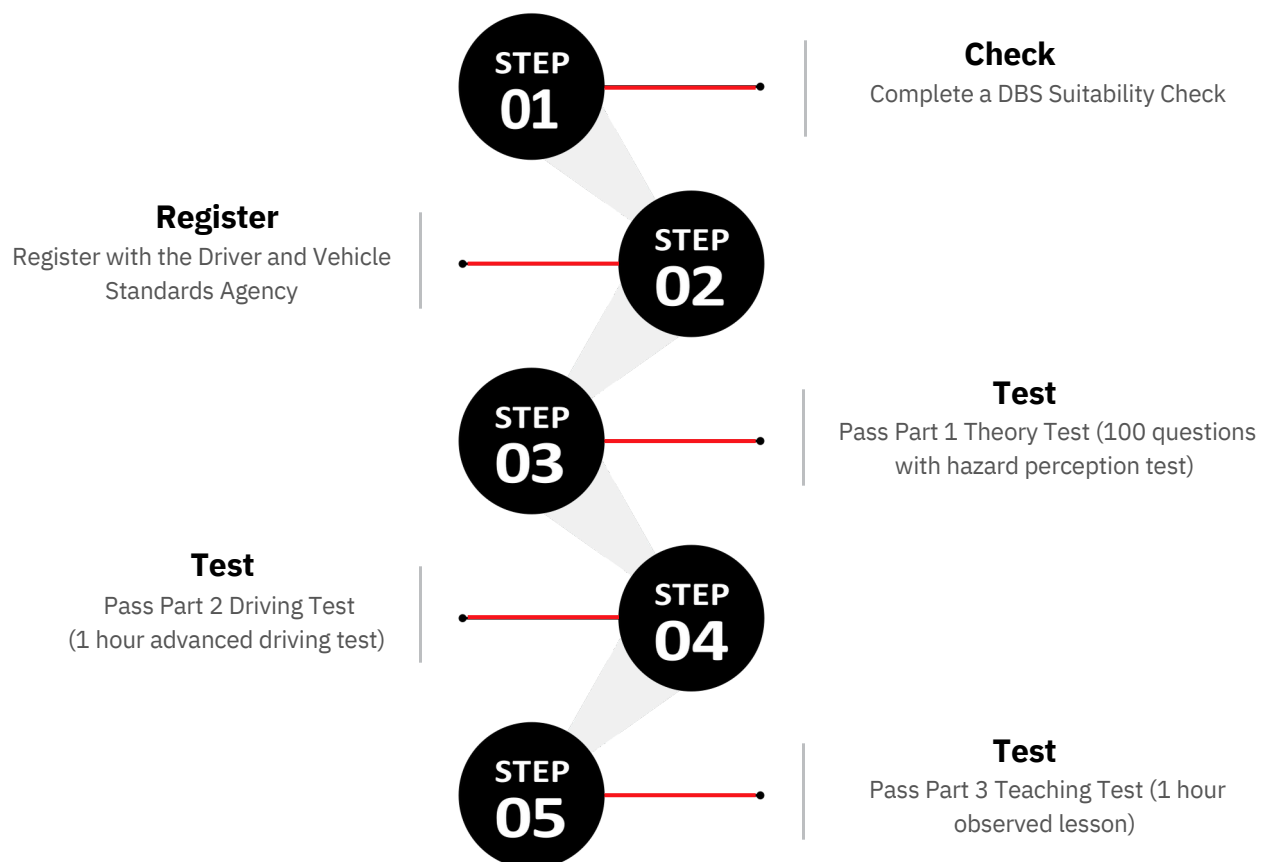 STEP
01
Check
Complete a DBS Suitability Check
STEP
02
Register
Register with the Driver and Vehicle
Standards Agency
STEP
03
Test
Pass Part 1 Theory Test (100 questions
with hazard perception test)
STEP
04
Test
Pass Part 2 Driving Test
(1 hour advanced driving test)
STEP
05
Test
Pass Part 3 Teaching Test (1 hour
observed lesson)